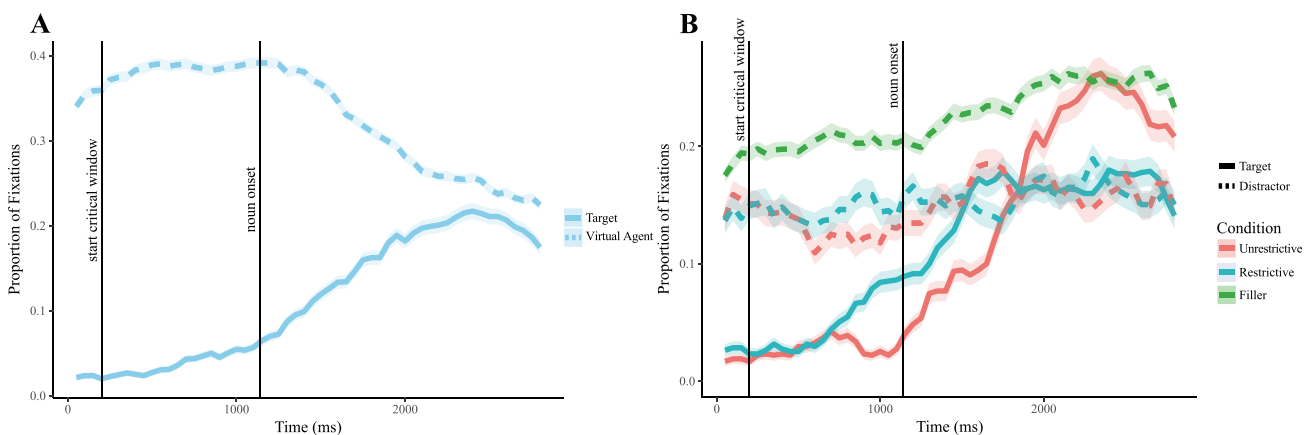 A
Proportion of Fixations
0.4
0.3
0.2
0.1
0.0
start critical window
noun onset
0
1000
2000
Time (ms)
Target
Virtual Agent
B
Proportion of Fixations
0.2
0.1
0.0
start critical window
noun onset
0
1000
2000
Time (ms)
Target
Distractor
Condition
Unrestrictive
Restrictive
Filler